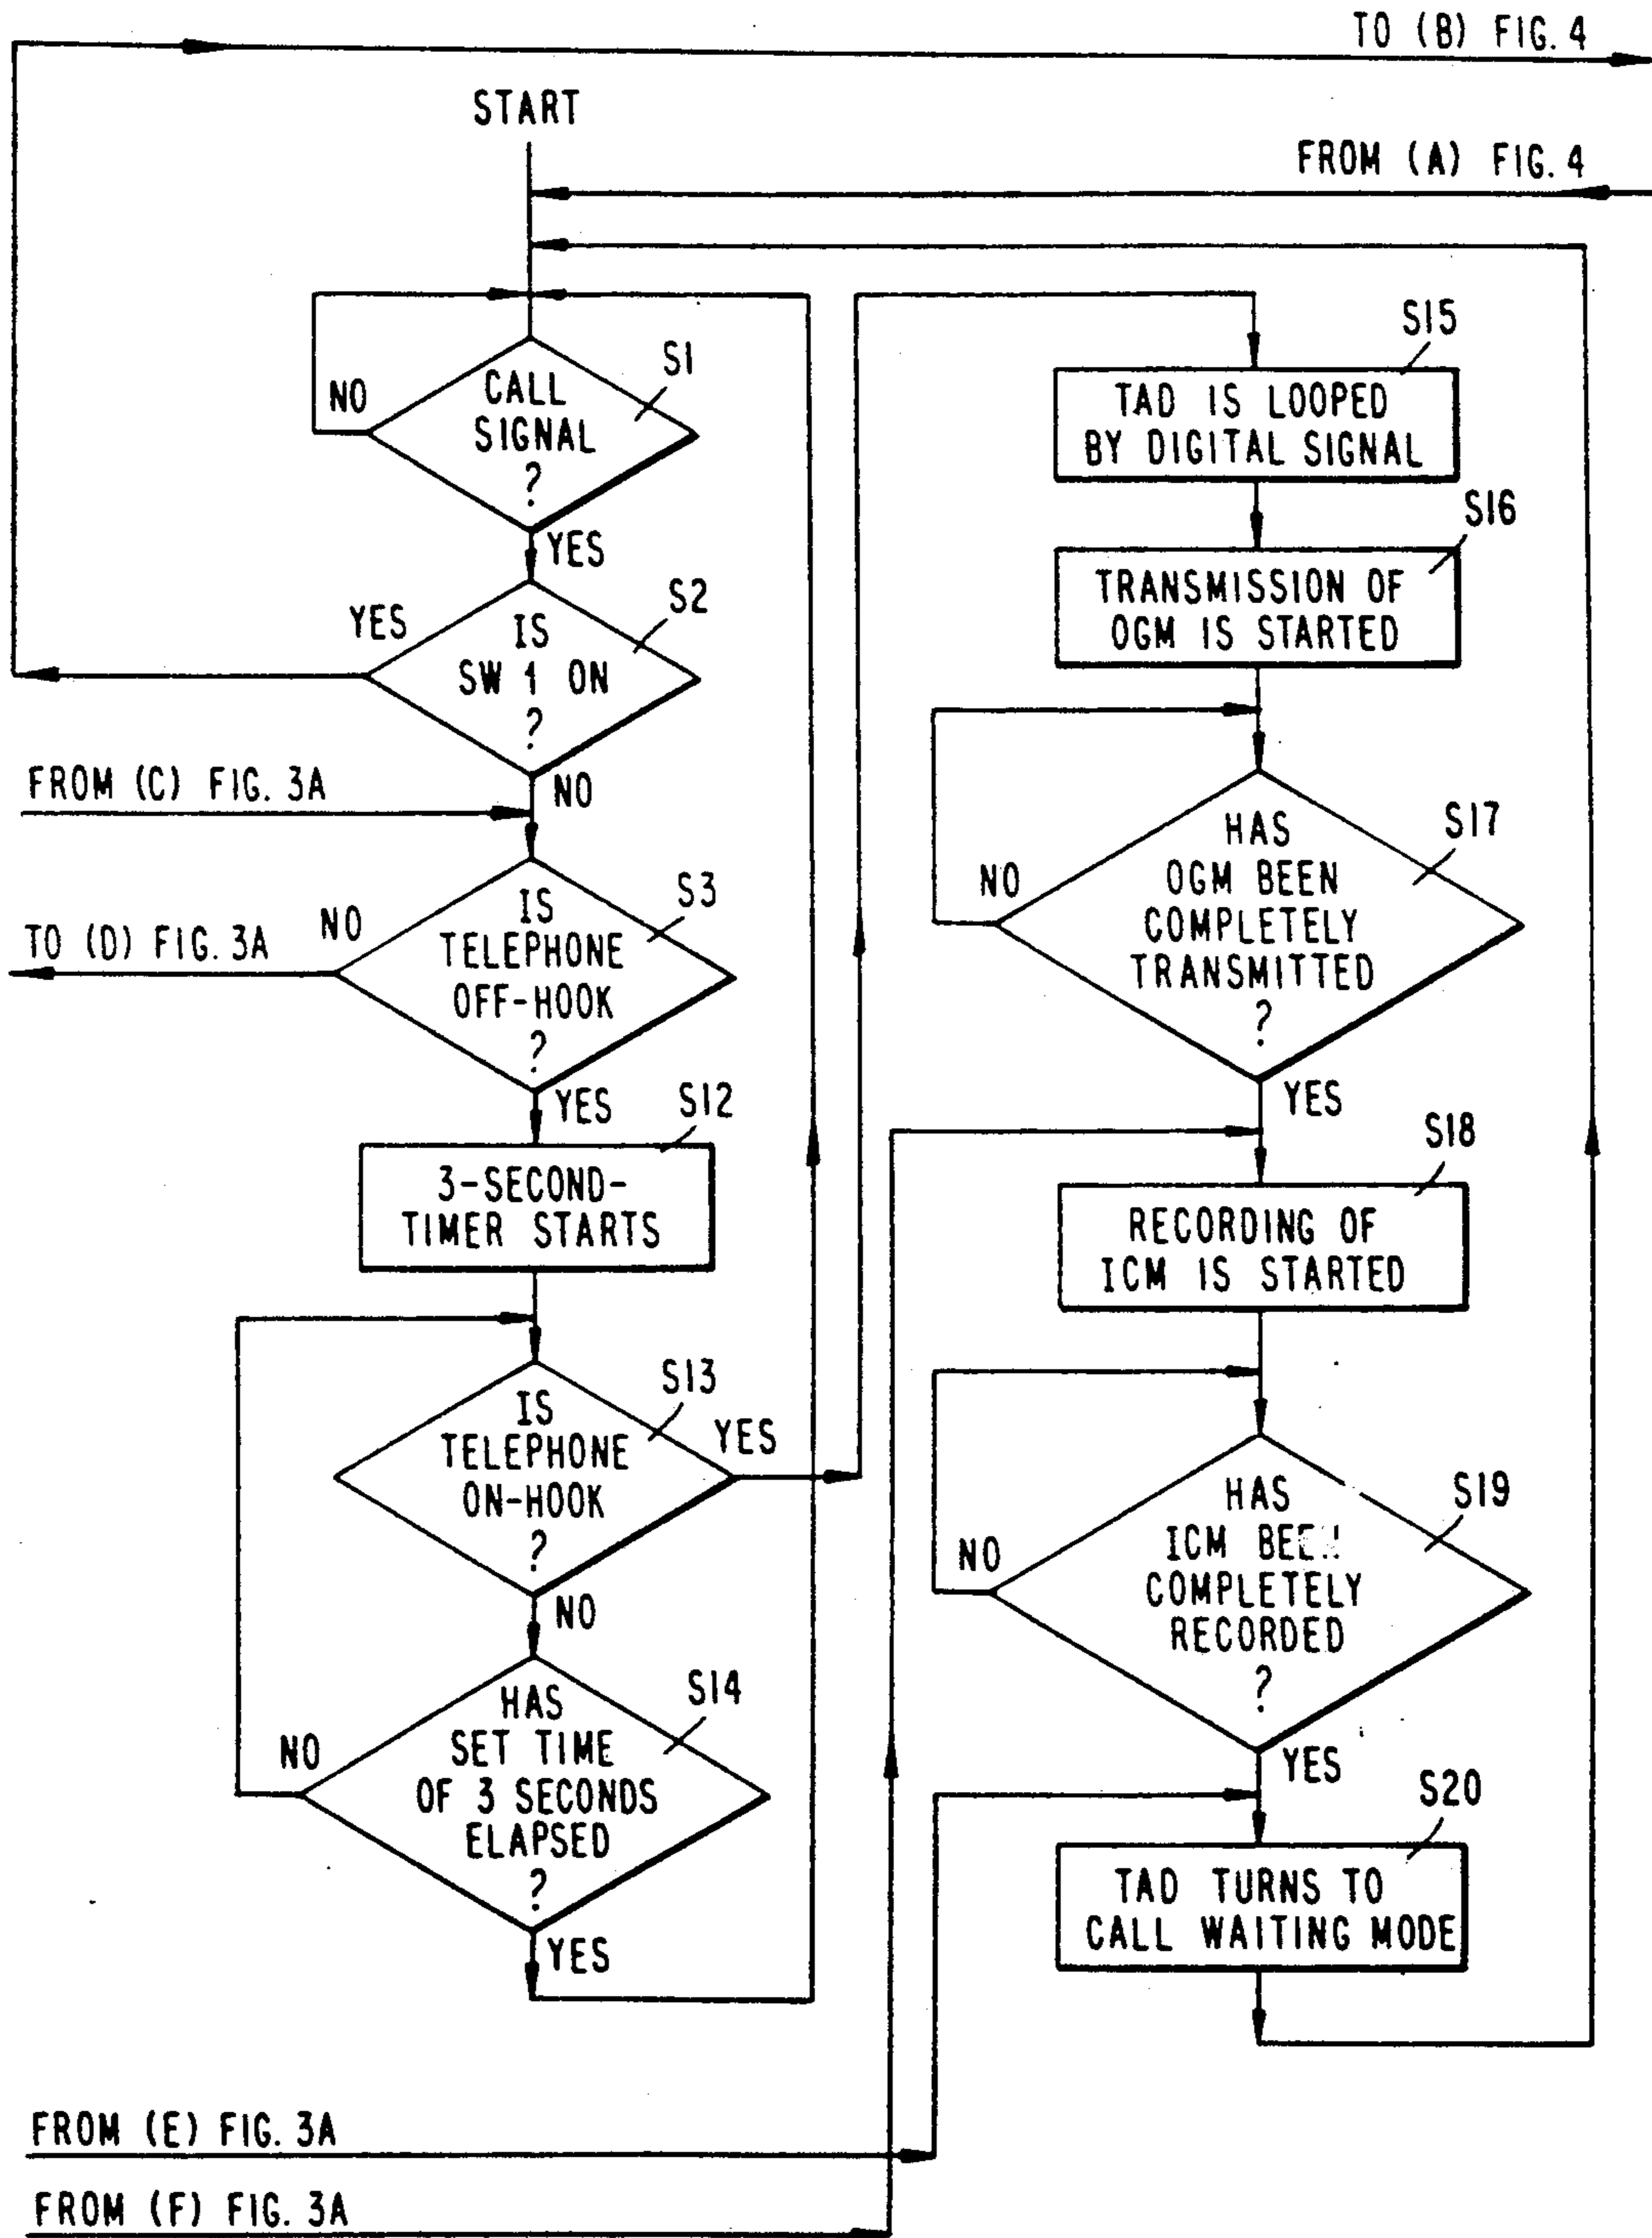 TO (B) FIG. 4
START
FROM (A) FIG. 4
S1
CALL
SIGNAL
?
NO
YES
S2
IS
SW 1 ON
?
YES
NO
FROM (C) FIG. 3A
S3
IS
TELEPHONE
OFF-HOOK
?
NO
TO (D) FIG. 3A
YES
S12
3-SECOND-
TIMER STARTS
S13
IS
TELEPHONE
ON-HOOK
?
YES
NO
S14
HAS
SET TIME
OF 3 SECONDS
ELAPSED
?
NO
YES
S15
TAD IS LOOPED
BY DIGITAL SIGNAL
S16
TRANSMISSION OF
OGM IS STARTED
S17
HAS
OGM BEEN
COMPLETELY
TRANSMITTED
?
NO
YES
S18
RECORDING OF
ICM IS STARTED
S19
HAS
ICM BEEN
COMPLETELY
RECORDED
?
NO
YES
S20
TAD TURNS TO
CALL WAITING MODE
FROM (E) FIG. 3A
FROM (F) FIG. 3A